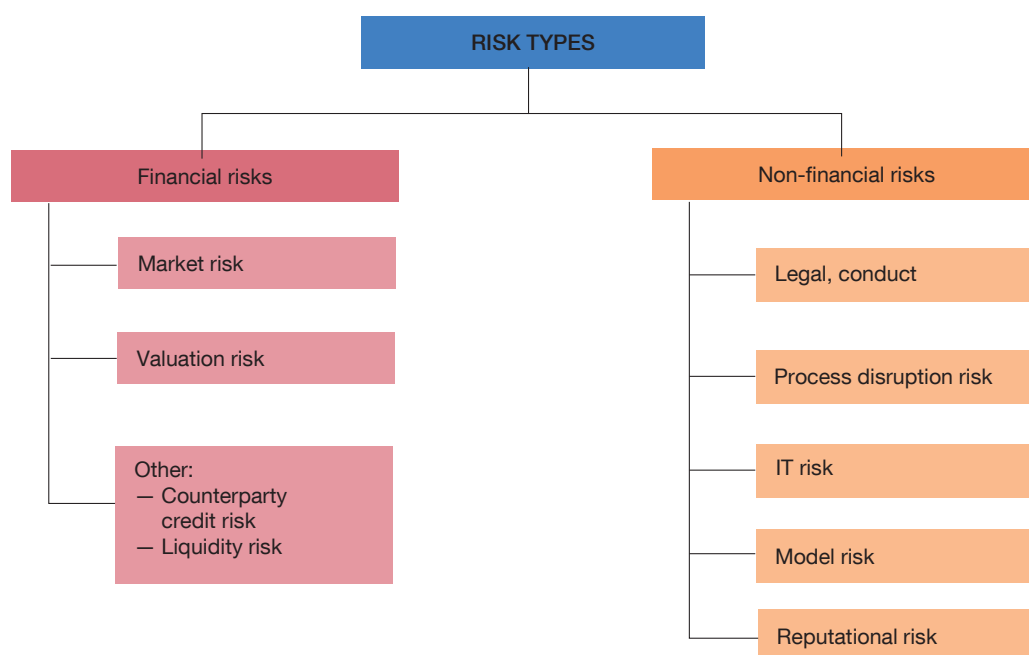 RISK TYPES
Financial risks
Market risk
Valuation risk
Other:
— Counterparty
credit risk
— Liquidity risk
Non-financial risks
Legal, conduct
Process disruption risk
IT risk
Model risk
Reputational risk